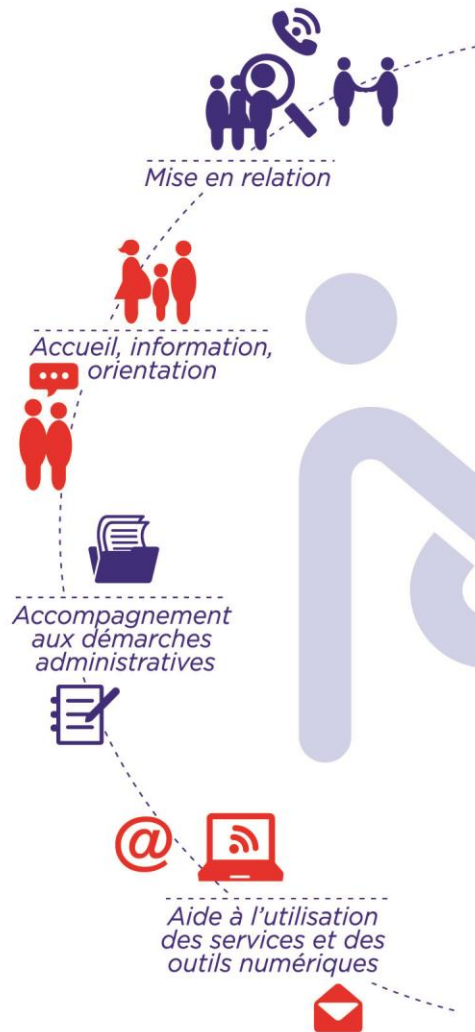 Mise en relation
Accueil, information,
orientation
Accompagnement
aux démarches
administratives
@
Aide à l'utilisation
des services et des
outils numériques